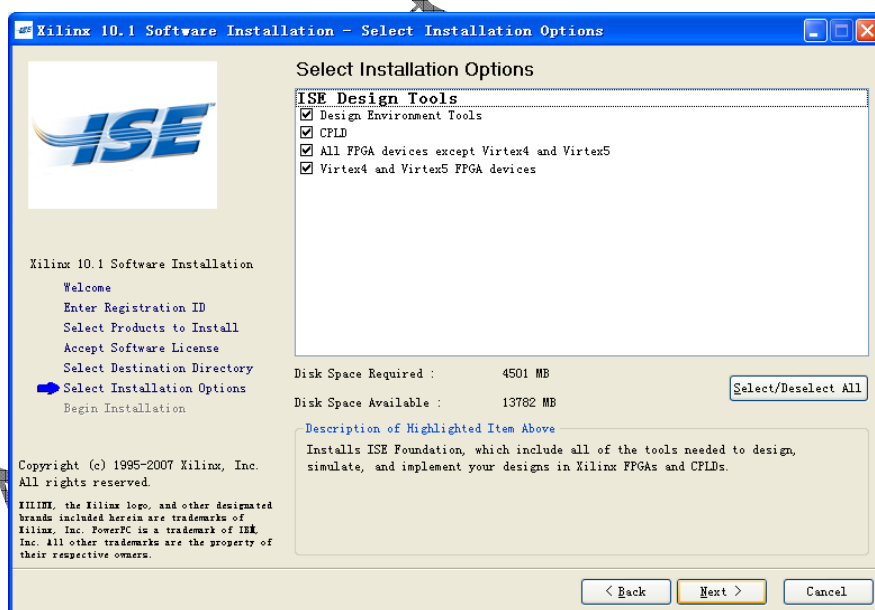 Xilinx 10.1 Software Installation - Select Installation Options
ISE
Select Installation Options
ISE Design Tools
Design Environment Tools
CPLD
All FPGA devices except Virtex4 and Virtex5
Virtex4 and Virtex5 FPGA devices
Xilinx 10.1 Software Installation
Welcome
Enter Registration ID
Select Products to Install
Accept Software License
Select Destination Directory
Select Installation Options
Begin Installation
Disk Space Required : 4501 MB
Disk Space Available : 13782 MB
Select/Deselect All
Description of Highlighted Item Above
Installs ISE Foundation, which include all of the tools needed to design,
simulate, and implement your designs in Xilinx FPGAs and CPLDs.
Copyright (c) 1995-2007 Xilinx, Inc.
All rights reserved.
XILINX, the Xilinx logo, and other designated
brands included herein are trademarks of
Xilinx, Inc. PowerPC is a trademark of IBM,
Inc. All other trademarks are the property of
their respective owners.
< Back
Next >
Cancel